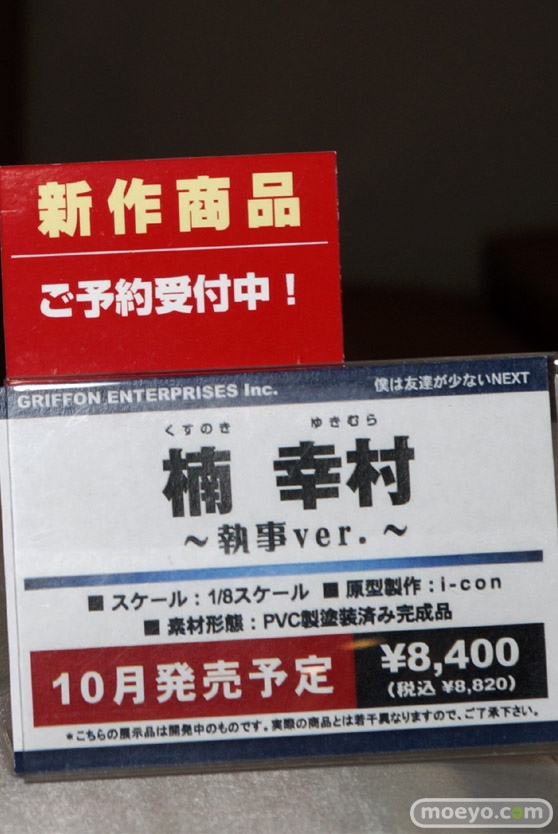 新作商品
ご予約受付中！
GRIFFON ENTERPRISES Inc. 僕は友達が少ないNEXT
くすのき ゆきむら
楠 幸村
～執事ver.～
■ スケール：1/8スケール ■ 原型製作：i-con
■ 素材形態：PVC製塗装済み完成品
10月発売予定
¥8,400
(税込 ¥8,820)
*こちらの展示品は開発中のものです。実際の商品とは若干異なりますので、ご了承下さい。
moeyo.com